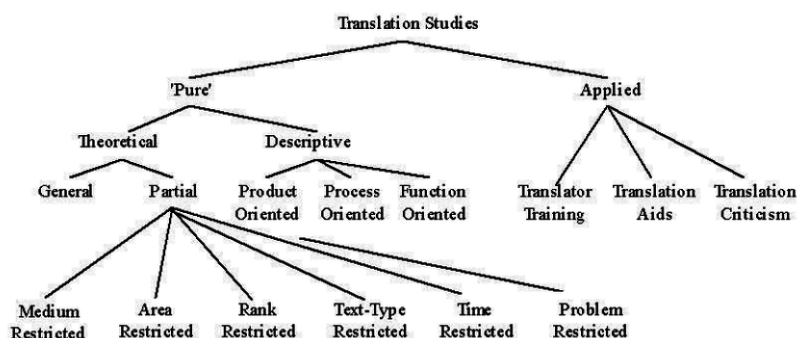 Translation Studies
'Pure' Applied
Theoretical Descriptive
General Partial Product Process Function Translator Translation Translation
Oriented Oriented Oriented Training Aids Criticism
Medium Area Rank Text-Type Time Problem
Restricted Restricted Restricted Restricted Restricted Restricted